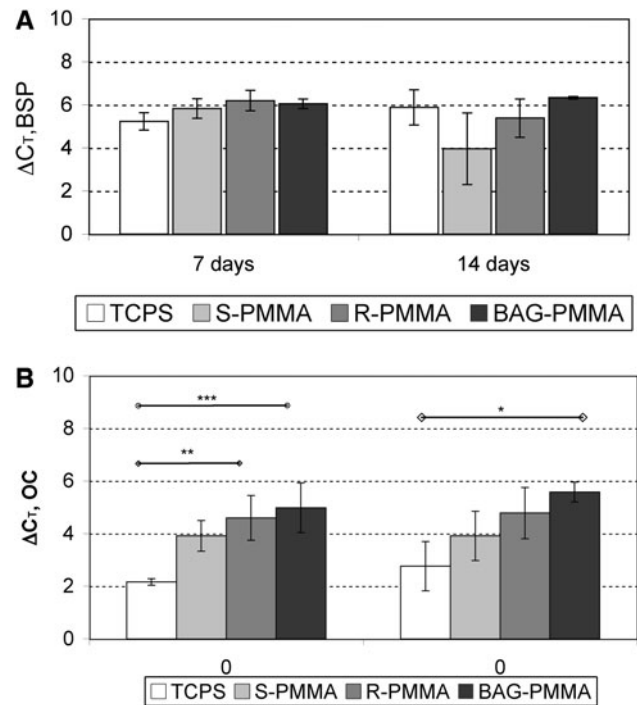 A
ΔCT,BSP
10
8
6
4
2
0
7 days 14 days
TCPS S-PMMA R-PMMA BAG-PMMA
B
ΔCT, OC
10
8
6
4
2
0
***
*
**
0 0
TCPS S-PMMA R-PMMA BAG-PMMA